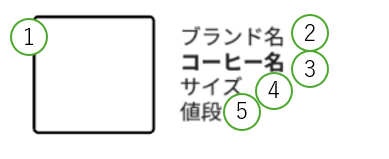 ①
ブランド名 ②
コーヒー名 ③
サイズ ④
値段 ⑤